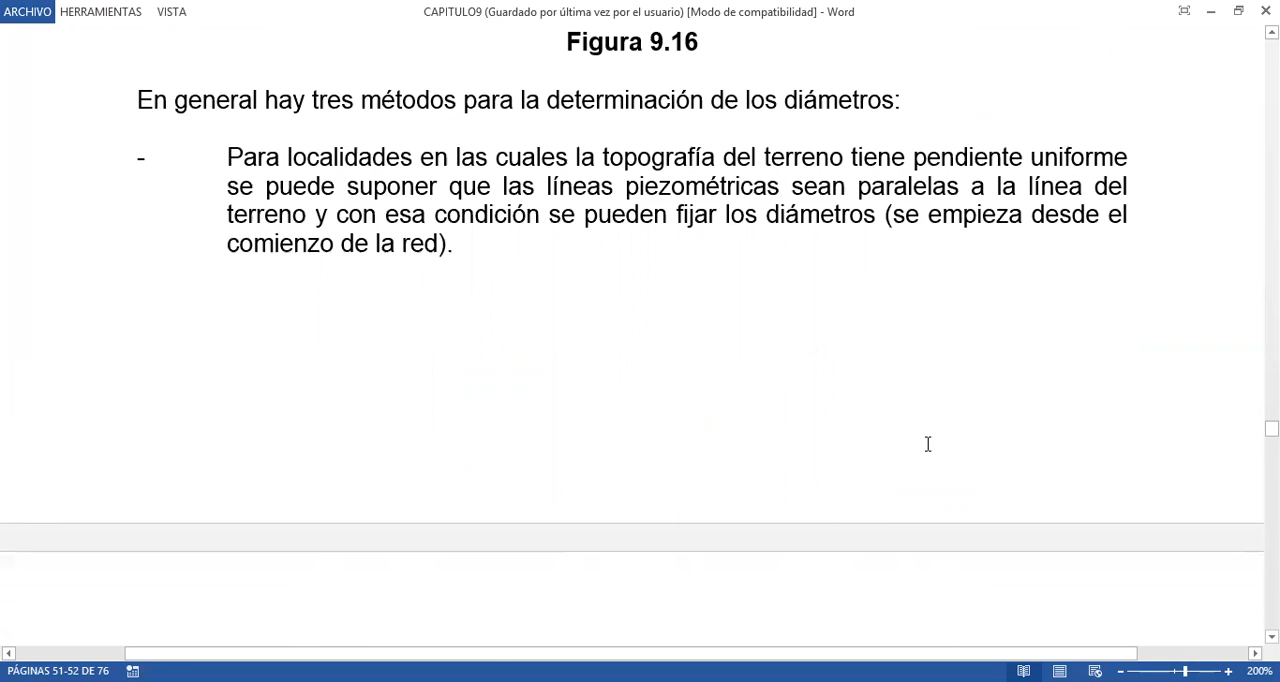 ARCHIVO HERRAMIENTAS VISTA CAPITULO9 (Guardado por última vez por el usuario) [Modo de compatibilidad] - Word
Figura 9.16
En general hay tres métodos para la determinación de los diámetros:
- Para localidades en las cuales la topografía del terreno tiene pendiente uniforme
se puede suponer que las líneas piezométricas sean paralelas a la línea del
terreno y con esa condición se pueden fijar los diámetros (se empieza desde el
comienzo de la red).
PÁGINAS 51-52 DE 76 200%